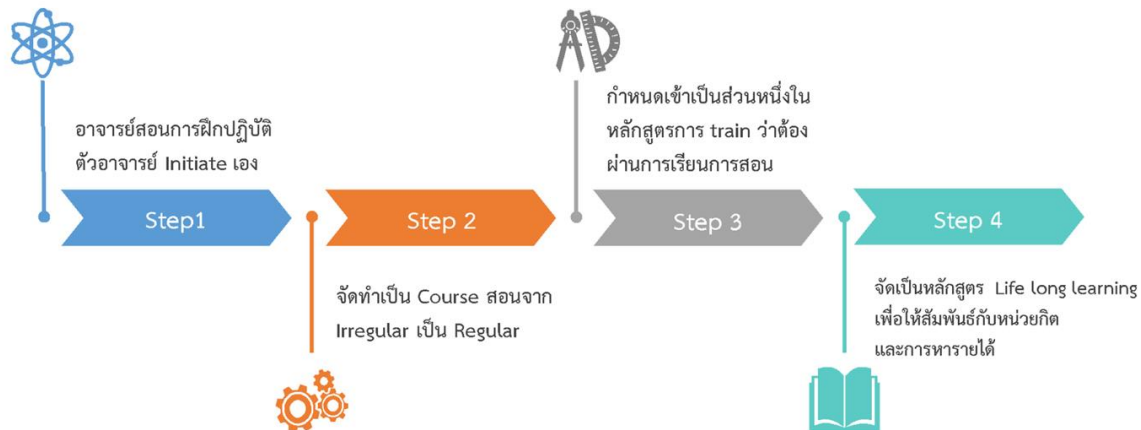 อาจารย์สอนการฝึกปฏิบัติ
ตัวอาจารย์ Initiate เอง
Step1
จัดทำเป็น Course สอนจาก
Irregular เป็น Regular
Step 2
กำหนดเข้าเป็นส่วนหนึ่งใน
หลักสูตรการ train ว่าต้อง
ผ่านการเรียนการสอน
Step 3
Step 4
จัดเป็นหลักสูตร Life long learning
เพื่อให้สัมพันธ์กับหน่วยกิต
และการหารายได้